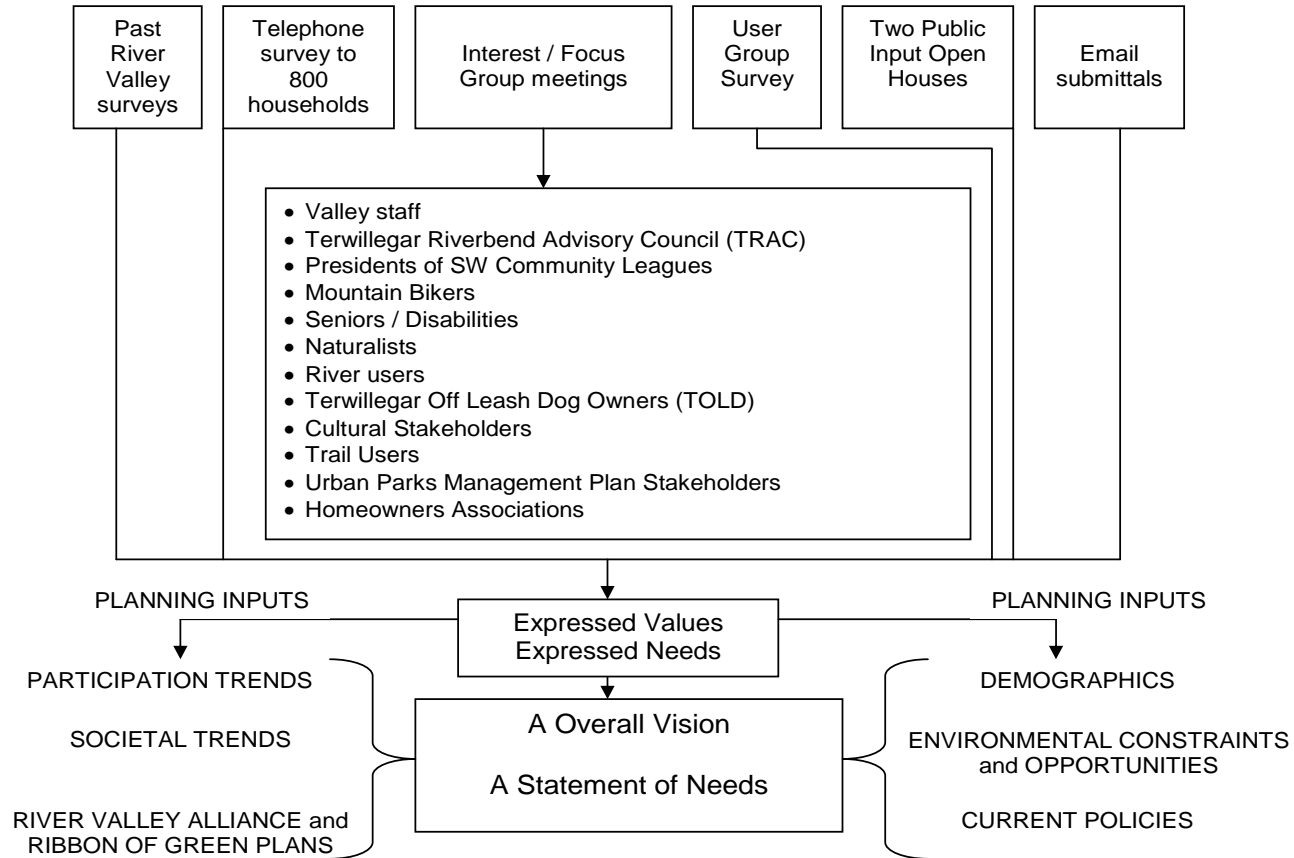 Past
River
Valley
surveys
Telephone
survey to
800
households
Interest / Focus
Group meetings
User
Group
Survey
Two Public
Input Open
Houses
Email
submittals
• Valley staff
• Terwillegar Riverbend Advisory Council (TRAC)
• Presidents of SW Community Leagues
• Mountain Bikers
• Seniors / Disabilities
• Naturalists
• River users
• Terwillegar Off Leash Dog Owners (TOLD)
• Cultural Stakeholders
• Trail Users
• Urban Parks Management Plan Stakeholders
• Homeowners Associations
PLANNING INPUTS
Expressed Values
Expressed Needs
PLANNING INPUTS
PARTICIPATION TRENDS
SOCIETAL TRENDS
RIVER VALLEY ALLIANCE and
RIBBON OF GREEN PLANS
A Overall Vision
A Statement of Needs
DEMOGRAPHICS
ENVIRONMENTAL CONSTRAINTS
and OPPORTUNITIES
CURRENT POLICIES